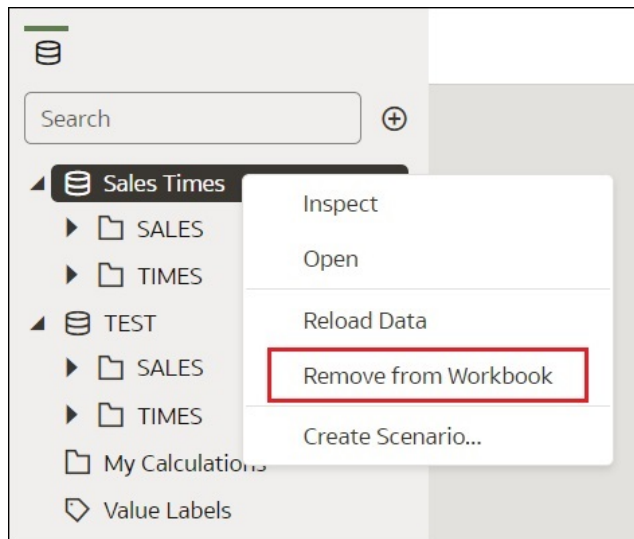 Search
Sales Times
SALES
TIMES
TEST
SALES
TIMES
My Calculations
Value Labels
Inspect
Open
Reload Data
Remove from Workbook
Create Scenario...